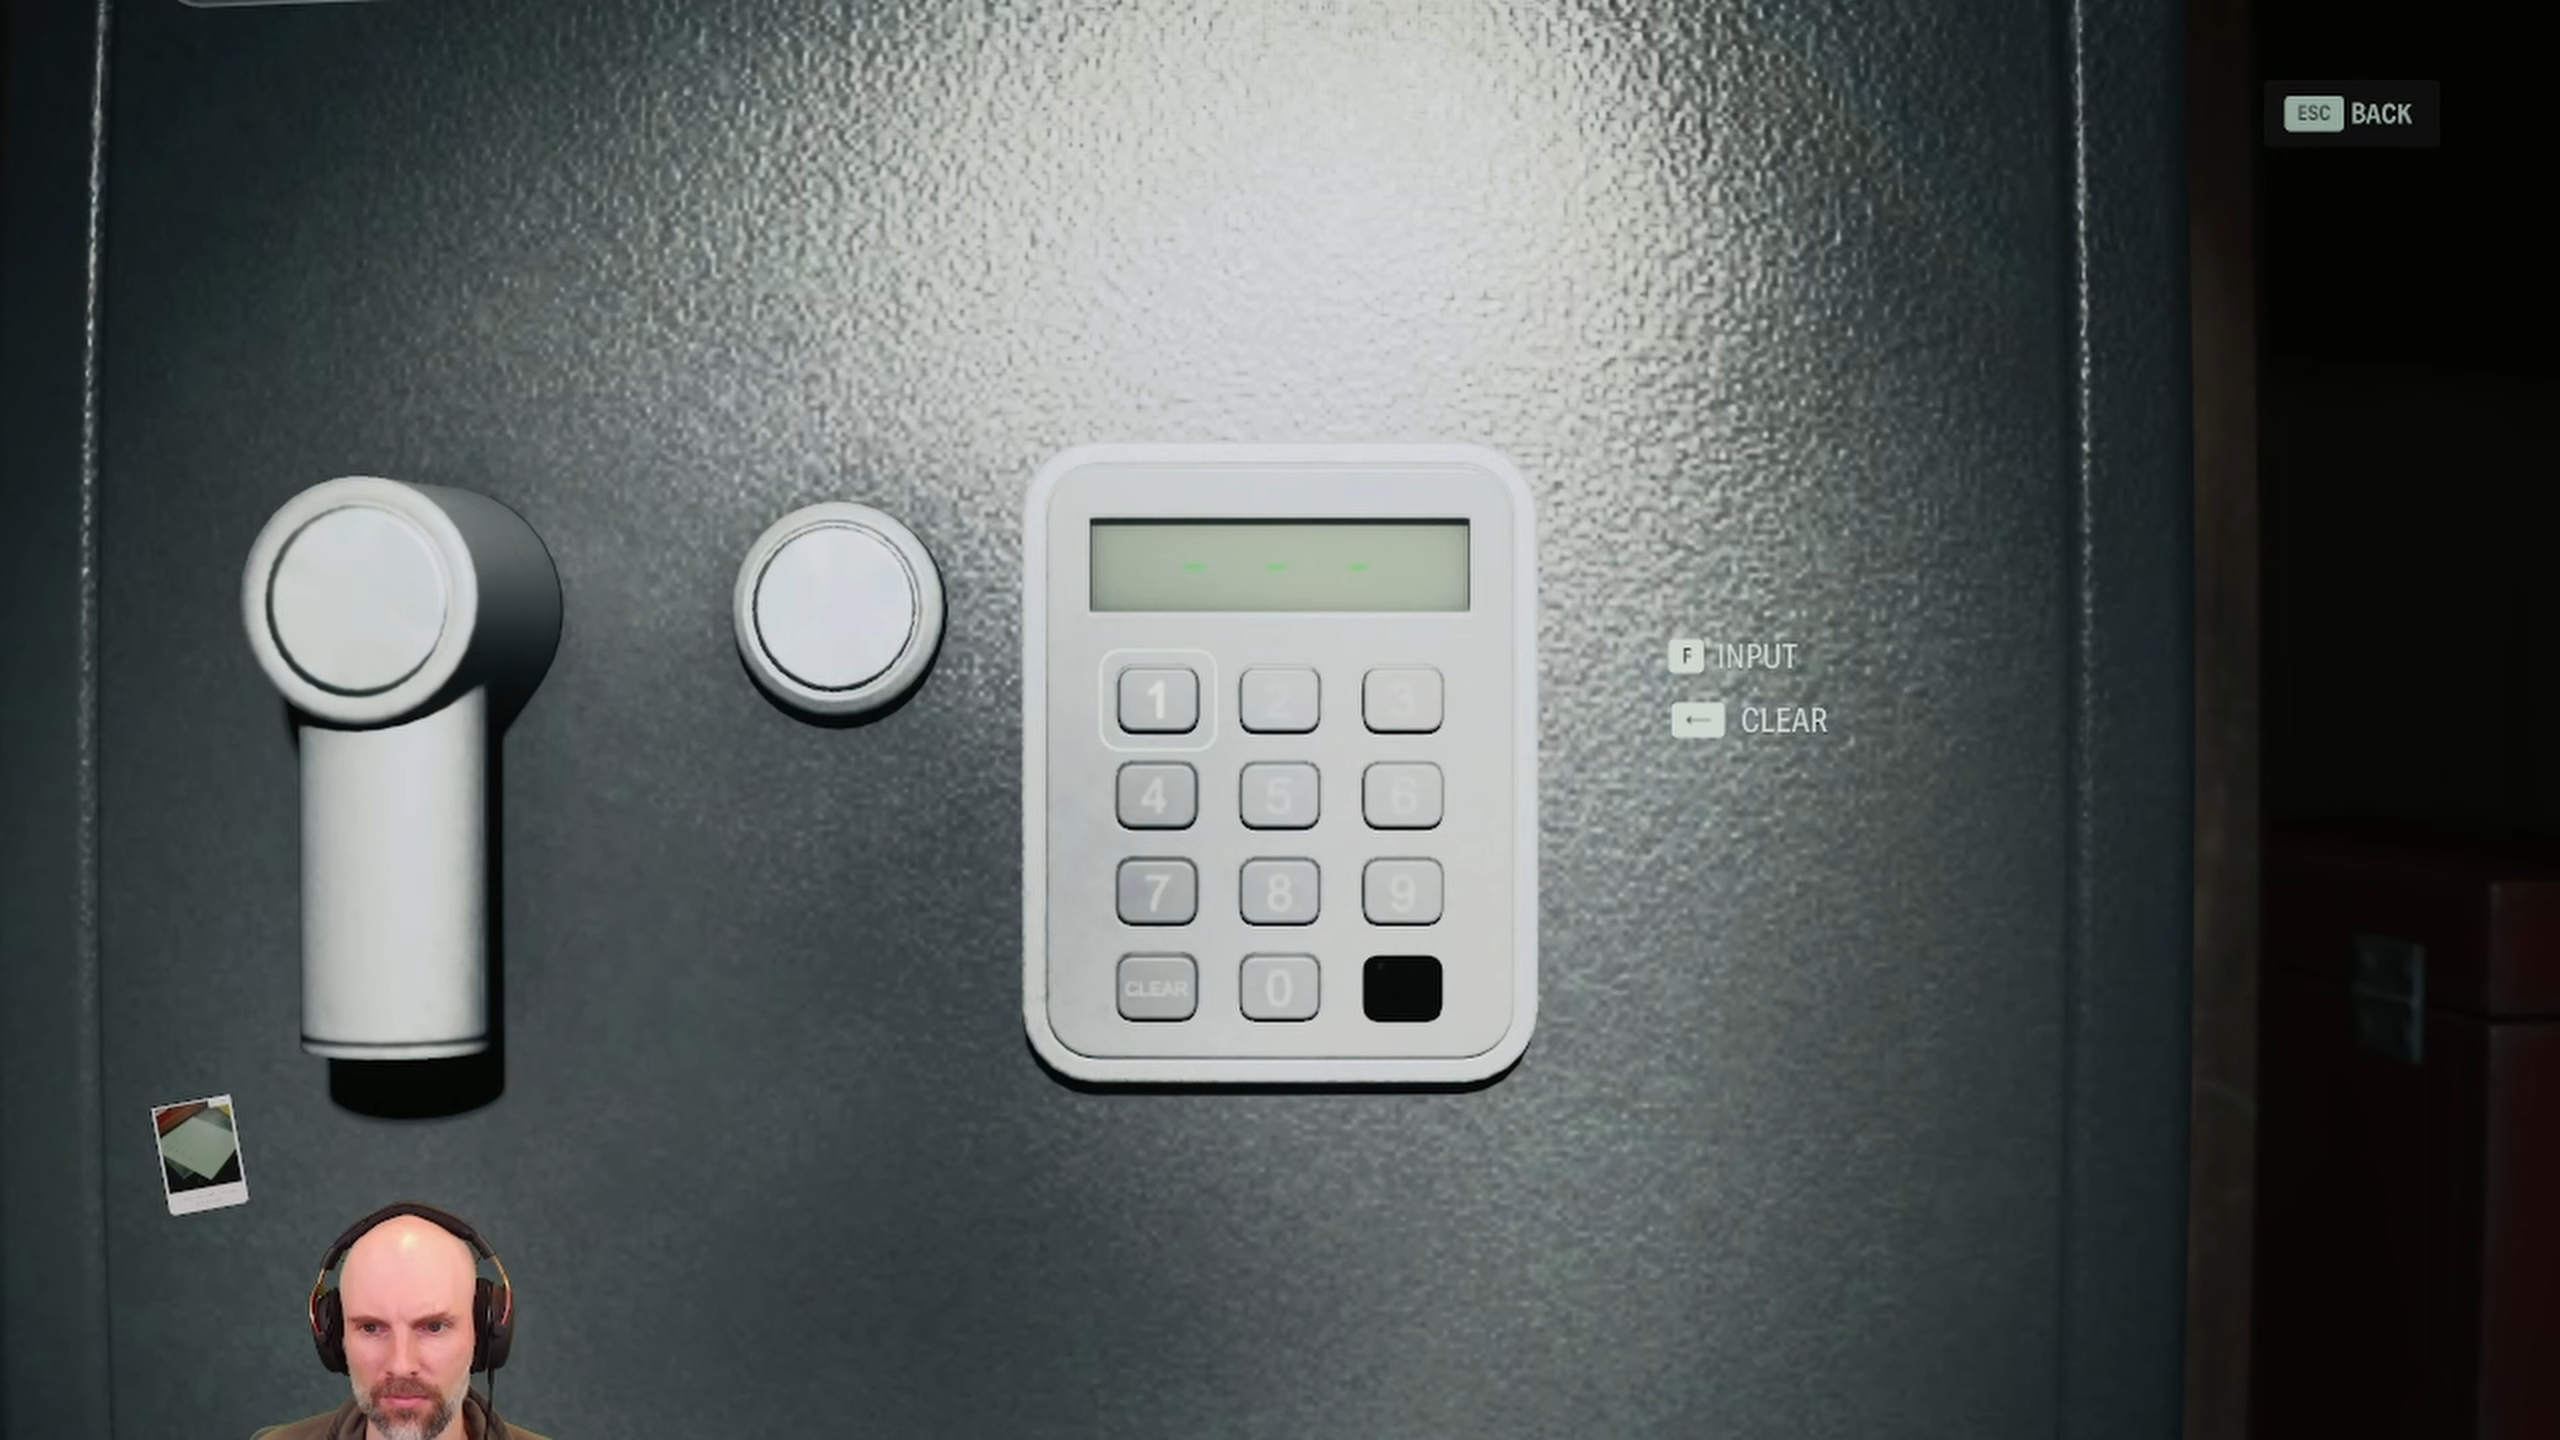 ESC BACK
- - -
1 2 3
F INPUT
← CLEAR
4 5 6
7 8 9
CLEAR 0